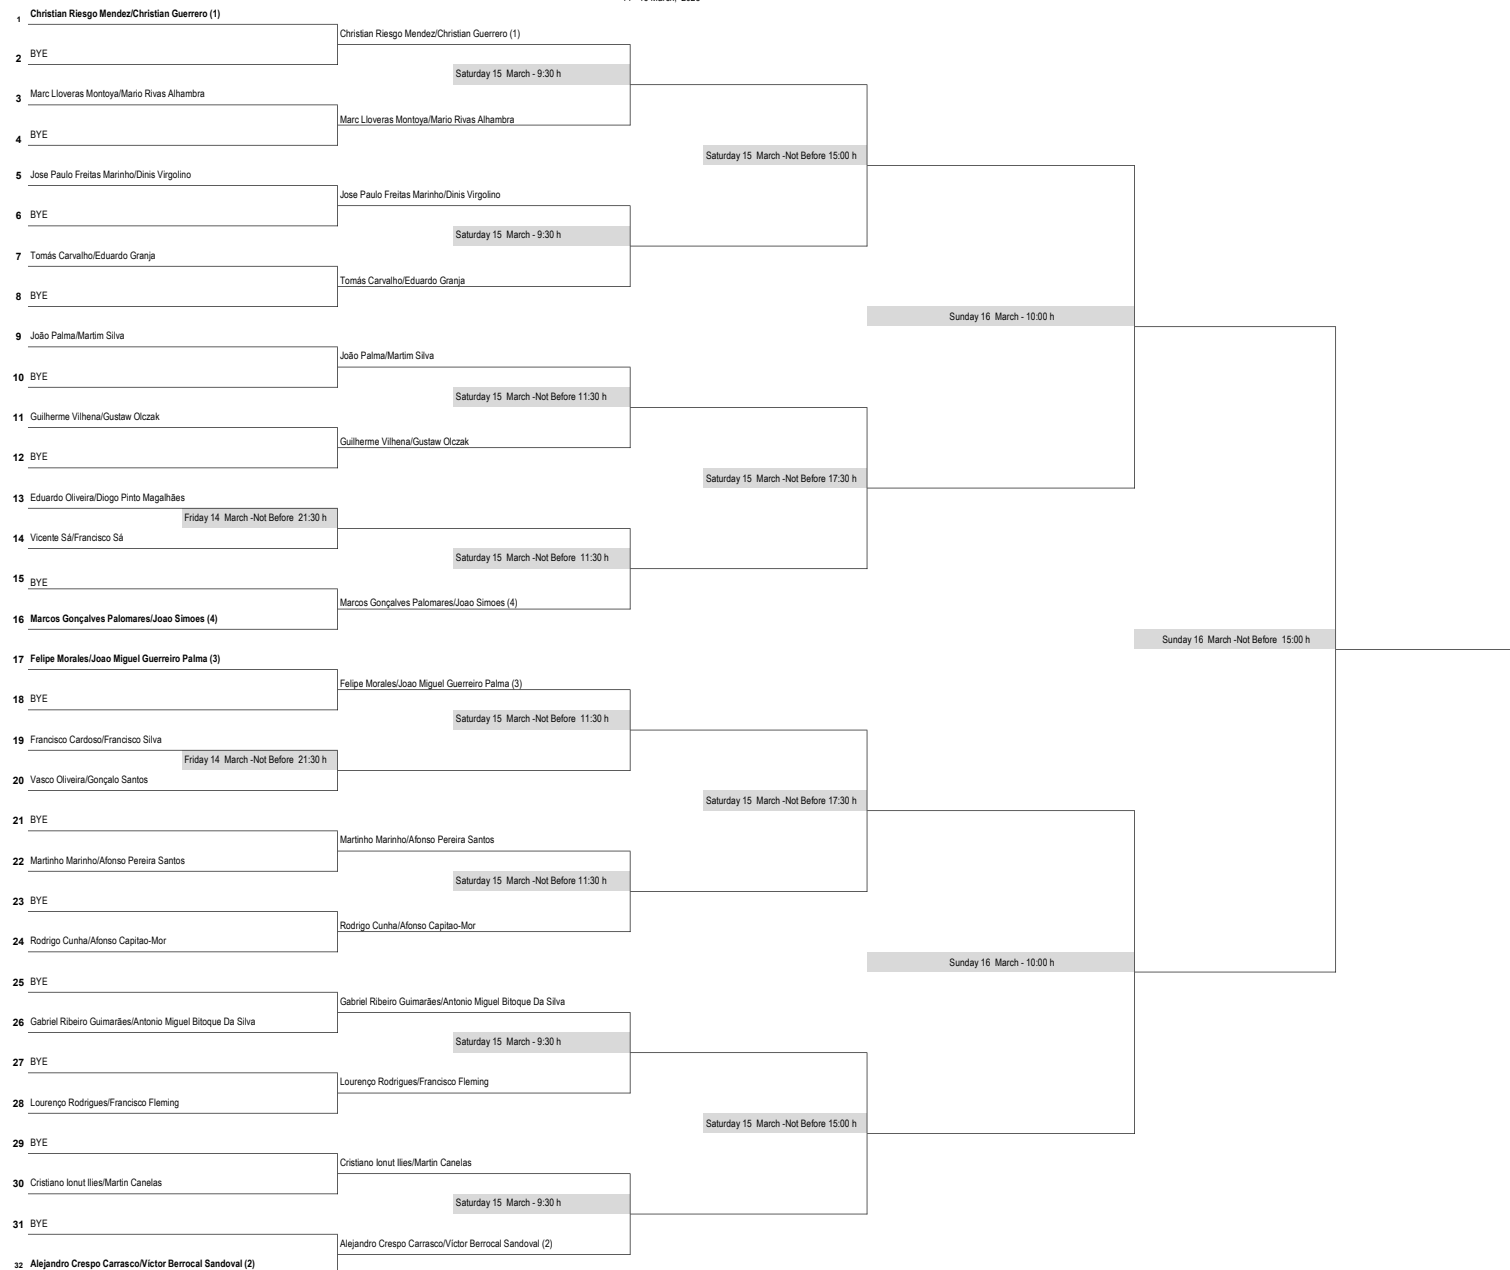 1 Christian Riesgo Mendez/Christian Guerrero (1)
Christian Riesgo Mendez/Christian Guerrero (1)
2 BYE
Saturday 15 March - 9:30 h
3 Marc Lloveras Montoya/Mario Rivas Alhambra
Marc Lloveras Montoya/Mario Rivas Alhambra
4 BYE
Saturday 15 March -Not Before 15:00 h
5 Jose Paulo Freitas Marinho/Dinis Virgolino
Jose Paulo Freitas Marinho/Dinis Virgolino
6 BYE
Saturday 15 March - 9:30 h
7 Tomás Carvalho/Eduardo Granja
Tomás Carvalho/Eduardo Granja
8 BYE
Sunday 16 March - 10:00 h
9 João Palma/Martim Silva
João Palma/Martim Silva
10 BYE
Saturday 15 March -Not Before 11:30 h
11 Guilherme Vilhena/Gustaw Olczak
Guilherme Vilhena/Gustaw Olczak
12 BYE
Saturday 15 March -Not Before 17:30 h
13 Eduardo Oliveira/Diogo Pinto Magalhães
Friday 14 March -Not Before 21:30 h
14 Vicente Sá/Francisco Sá
Saturday 15 March -Not Before 11:30 h
15 BYE
Marcos Gonçalves Palomares/Joao Simoes (4)
16 Marcos Gonçalves Palomares/Joao Simoes (4)
Sunday 16 March -Not Before 15:00 h
17 Felipe Morales/Joao Miguel Guerreiro Palma (3)
Felipe Morales/Joao Miguel Guerreiro Palma (3)
18 BYE
Saturday 15 March -Not Before 11:30 h
19 Francisco Cardoso/Francisco Silva
Friday 14 March -Not Before 21:30 h
20 Vasco Oliveira/Gonçalo Santos
Saturday 15 March -Not Before 17:30 h
21 BYE
Martinho Marinho/Afonso Pereira Santos
22 Martinho Marinho/Afonso Pereira Santos
Saturday 15 March -Not Before 11:30 h
23 BYE
Rodrigo Cunha/Afonso Capitao-Mor
24 Rodrigo Cunha/Afonso Capitao-Mor
Sunday 16 March - 10:00 h
25 BYE
Gabriel Ribeiro Guimarães/Antonio Miguel Bitoque Da Silva
26 Gabriel Ribeiro Guimarães/Antonio Miguel Bitoque Da Silva
Saturday 15 March - 9:30 h
27 BYE
Lourenço Rodrigues/Francisco Fleming
28 Lourenço Rodrigues/Francisco Fleming
Saturday 15 March -Not Before 15:00 h
29 BYE
Cristiano Ionut Ilies/Martin Canelas
30 Cristiano Ionut Ilies/Martin Canelas
Saturday 15 March - 9:30 h
31 BYE
Alejandro Crespo Carrasco/Víctor Berrocal Sandoval (2)
32 Alejandro Crespo Carrasco/Víctor Berrocal Sandoval (2)